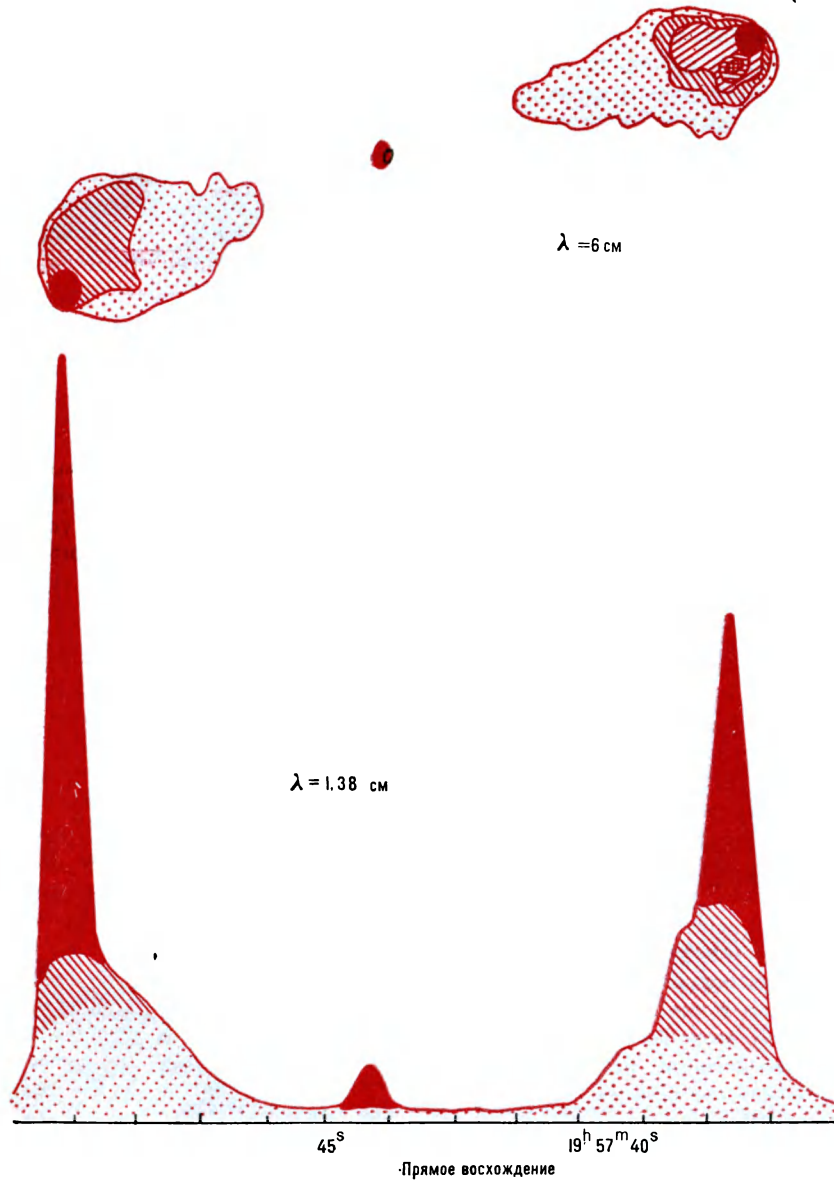 λ = 6 см
λ = 1,38 см
45ˢ
19ʰ 57ᵐ 40ˢ
Прямое восхождение